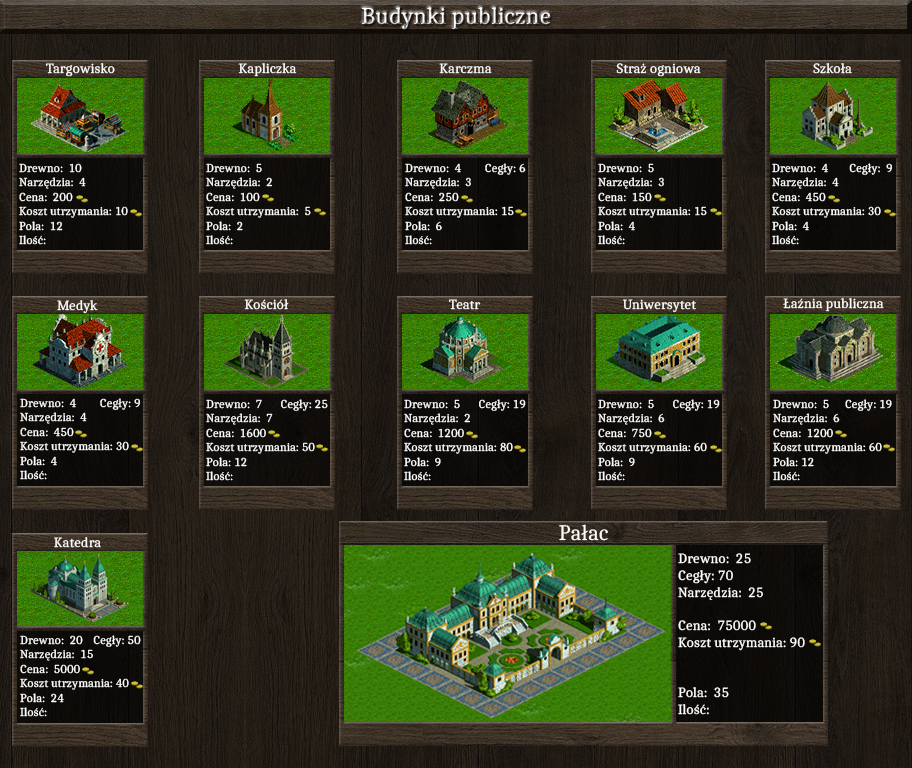 Budynki publiczne
Targowisko
Drewno: 10
Narzędzia: 4
Cena: 200
Koszt utrzymania: 10
Pola: 12
Ilość:
Kapliczka
Drewno: 5
Narzędzia: 2
Cena: 100
Koszt utrzymania: 5
Pola: 2
Ilość:
Karczma
Drewno: 4 Cegły: 6
Narzędzia: 3
Cena: 250
Koszt utrzymania: 15
Pola: 6
Ilość:
Straż ogniowa
Drewno: 5
Narzędzia: 3
Cena: 150
Koszt utrzymania: 15
Pola: 4
Ilość:
Szkoła
Drewno: 4 Cegły: 9
Narzędzia: 4
Cena: 450
Koszt utrzymania: 30
Pola: 4
Ilość:
Medyk
Drewno: 4 Cegły: 9
Narzędzia: 4
Cena: 450
Koszt utrzymania: 30
Pola: 4
Ilość:
Kościół
Drewno: 7 Cegły: 25
Narzędzia: 7
Cena: 1600
Koszt utrzymania: 50
Pola: 12
Ilość:
Teatr
Drewno: 5 Cegły: 19
Narzędzia: 2
Cena: 1200
Koszt utrzymania: 80
Pola: 9
Ilość:
Uniwersytet
Drewno: 5 Cegły: 19
Narzędzia: 6
Cena: 750
Koszt utrzymania: 60
Pola: 9
Ilość:
Łaźnia publiczna
Drewno: 5 Cegły: 19
Narzędzia: 6
Cena: 1200
Koszt utrzymania: 60
Pola: 12
Ilość:
Katedra
Drewno: 20 Cegły: 50
Narzędzia: 15
Cena: 5000
Koszt utrzymania: 40
Pola: 24
Ilość:
Pałac
Drewno: 25
Cegły: 70
Narzędzia: 25
Cena: 75000
Koszt utrzymania: 90
Pola: 35
Ilość: